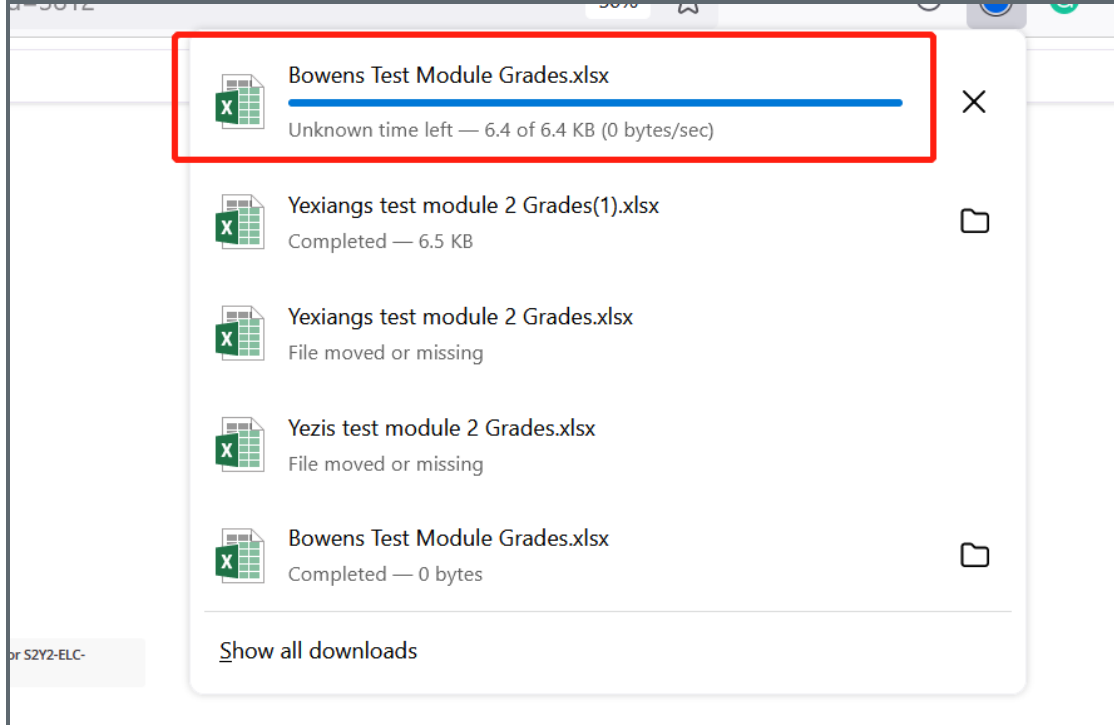 Bowens Test Module Grades.xlsx
Unknown time left — 6.4 of 6.4 KB (0 bytes/sec)
Yexiangs test module 2 Grades(1).xlsx
Completed — 6.5 KB
Yexiangs test module 2 Grades.xlsx
File moved or missing
Yezis test module 2 Grades.xlsx
File moved or missing
Bowens Test Module Grades.xlsx
Completed — 0 bytes
or S2Y2-ELC-
Show all downloads